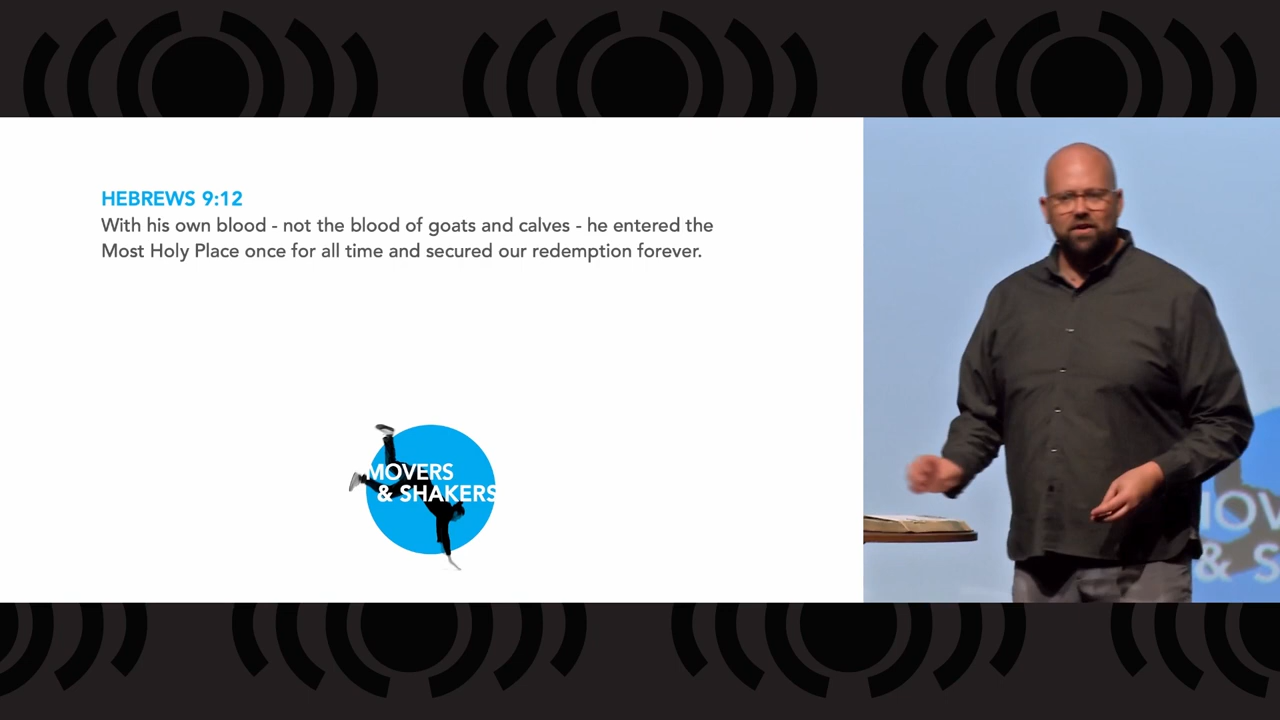 HEBREWS 9:12
With his own blood - not the blood of goats and calves - he entered the
Most Holy Place once for all time and secured our redemption forever.
MOVERS
& SHAKERS
MOV
& S